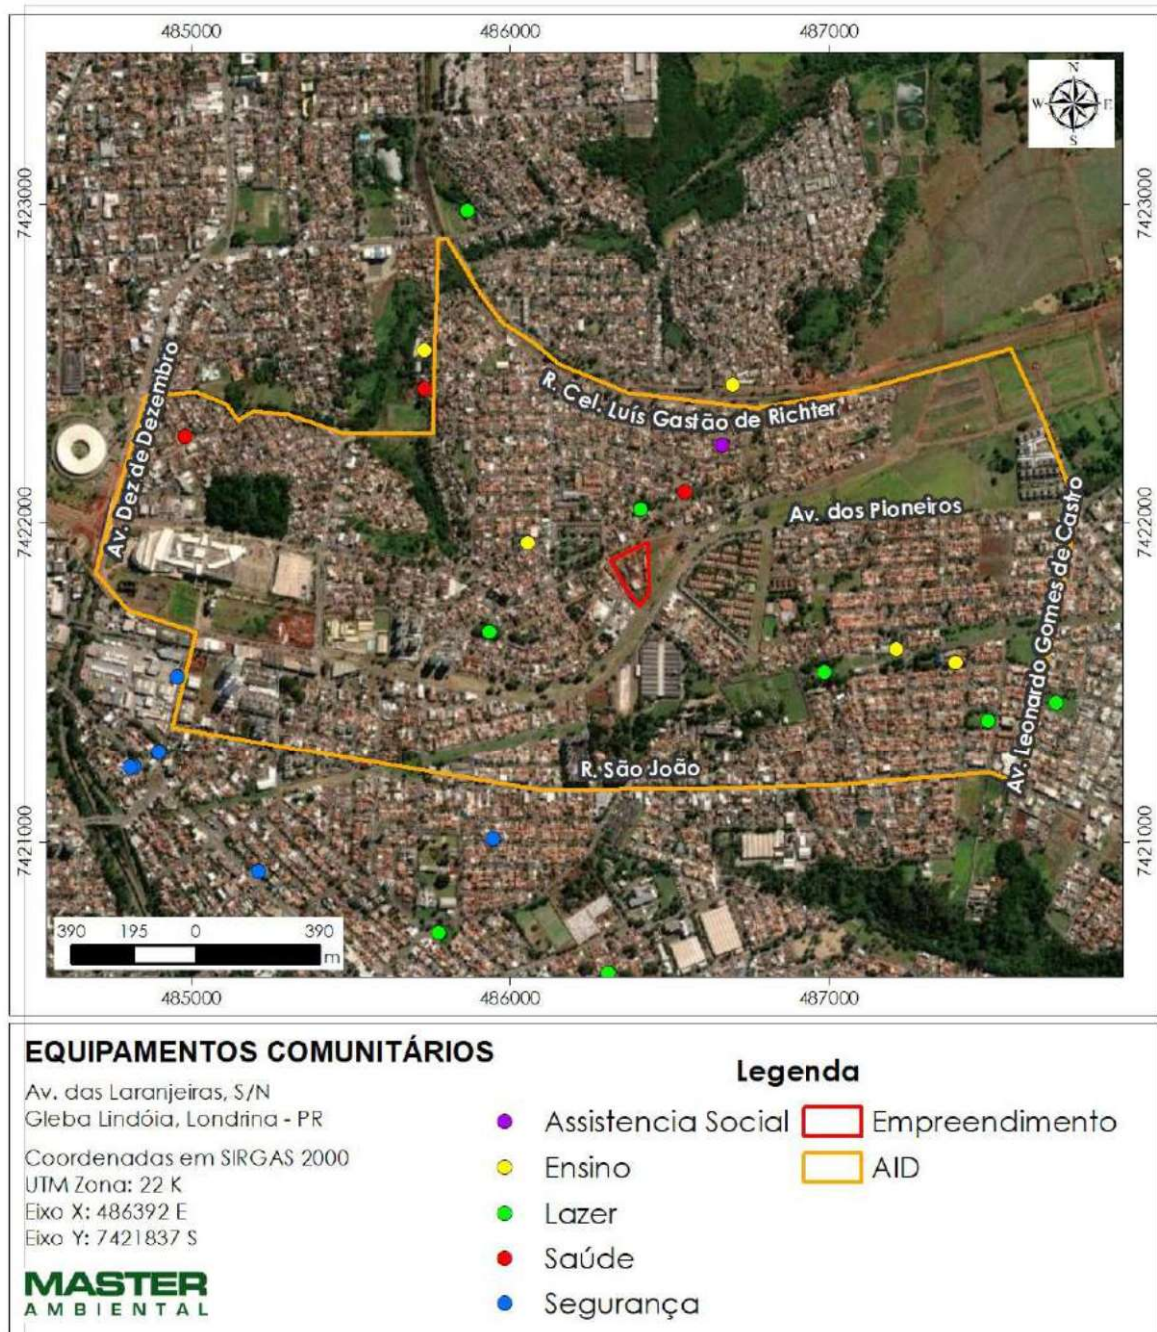 485000 486000 487000
N
W E
S
7423000 7423000
Av. Dez de Dezembro
R. Cel. Luís Gastão de Richter
7422000 7422000
Av. dos Pioneiros
Av. Leonardo Gomes de Castro
R. São João
7421000 7421000
390 195 0 390
m
485000 486000 487000
EQUIPAMENTOS COMUNITÁRIOS
Av. das Laranjeiras, S/N
Gleba Lindóia, Londrina - PR
Coordenadas em SIRGAS 2000
UTM Zona: 22 K
Eixo X: 486392 E
Eixo Y: 7421837 S
MASTER
AMBIENTAL
Legenda
Assistencia Social
Ensino
Lazer
Saúde
Segurança
Empreendimento
AID